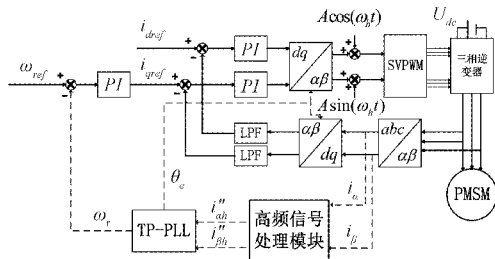 i_dref
Acos(ω_h t)
U_dc
PI
dq
αβ
SVPWM
三相逆变器
ω_ref
PI
i_qref
PI
Asin(ω_h t)
LPF
LPF
αβ
dq
abc
αβ
PMSM
θ_e
i_α
i_β
ω_r
TP-PLL
i''_αh
i''_βh
高频信号
处理模块